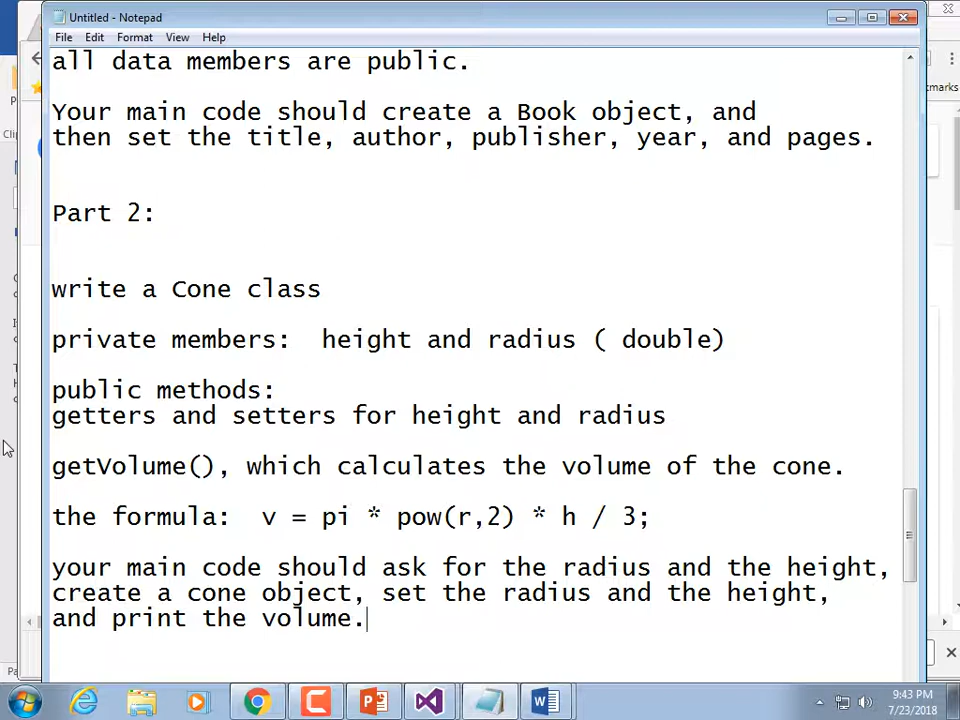 Untitled - Notepad
File Edit Format View Help
all data members are public.
Your main code should create a Book object, and
then set the title, author, publisher, year, and pages.
Part 2:
write a Cone class
private members:  height and radius ( double)
public methods:
getters and setters for height and radius
getVolume(), which calculates the volume of the cone.
the formula:  v = pi * pow(r,2) * h / 3;
your main code should ask for the radius and the height,
create a cone object, set the radius and the height,
and print the volume.
9:43 PM
7/23/2018